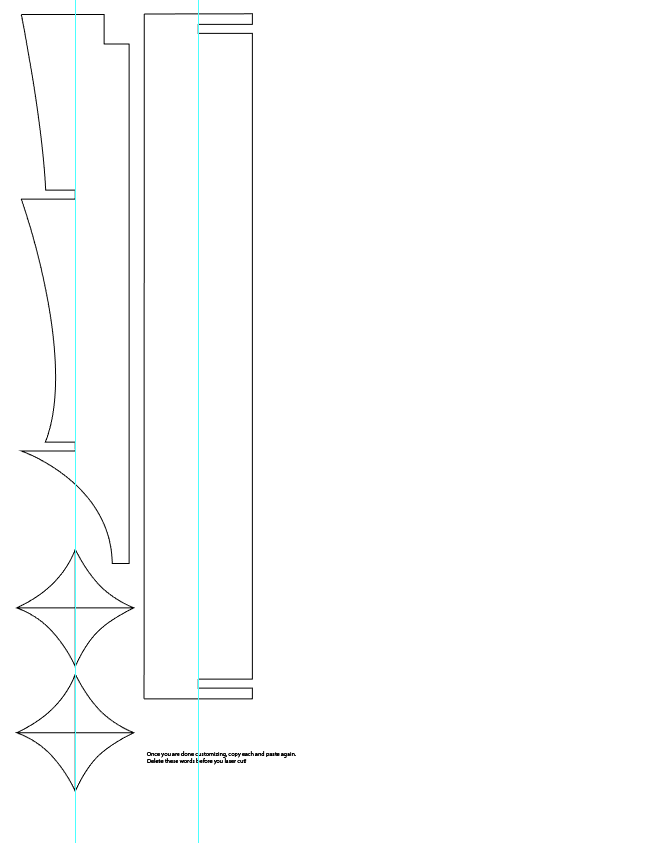 Once you are done customizing, copy each and paste again.
Delete these words before you laser cut!